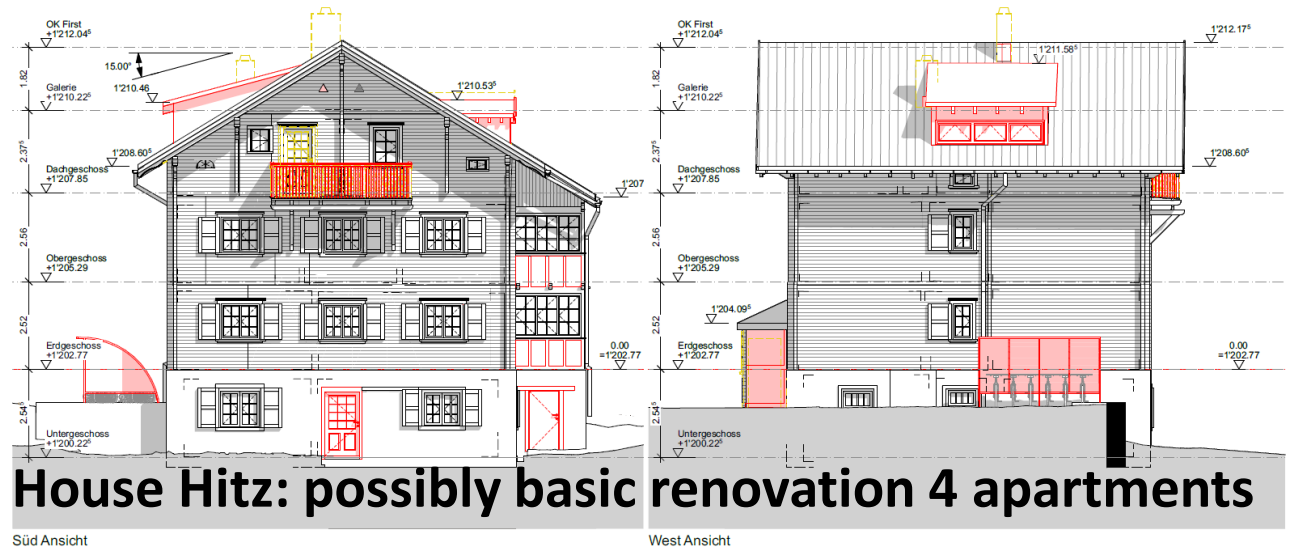 OK First
+1'212.04⁵
15.00°
1'210.46
1'210.53⁵
1.82
Galerie
+1'210.22⁵
2.37⁵
1'208.60⁵
Dachgeschoss
+1'207.85
1'207
2.56
Obergeschoss
+1'205.29
2.52
Erdgeschoss
+1'202.77
0.00
=1'202.77
2.54⁵
Untergeschoss
+1'200.22⁵
OK First
+1'212.04⁵
1'212.17⁵
1'211.58⁵
1.82
Galerie
+1'210.22⁵
2.37⁵
1'208.60⁵
Dachgeschoss
+1'207.85
2.56
Obergeschoss
+1'205.29
1'204.09⁵
2.52
Erdgeschoss
+1'202.77
0.00
=1'202.77
2.54⁵
Untergeschoss
+1'200.22⁵
House Hitz: possibly basic renovation 4 apartments
Süd Ansicht
West Ansicht